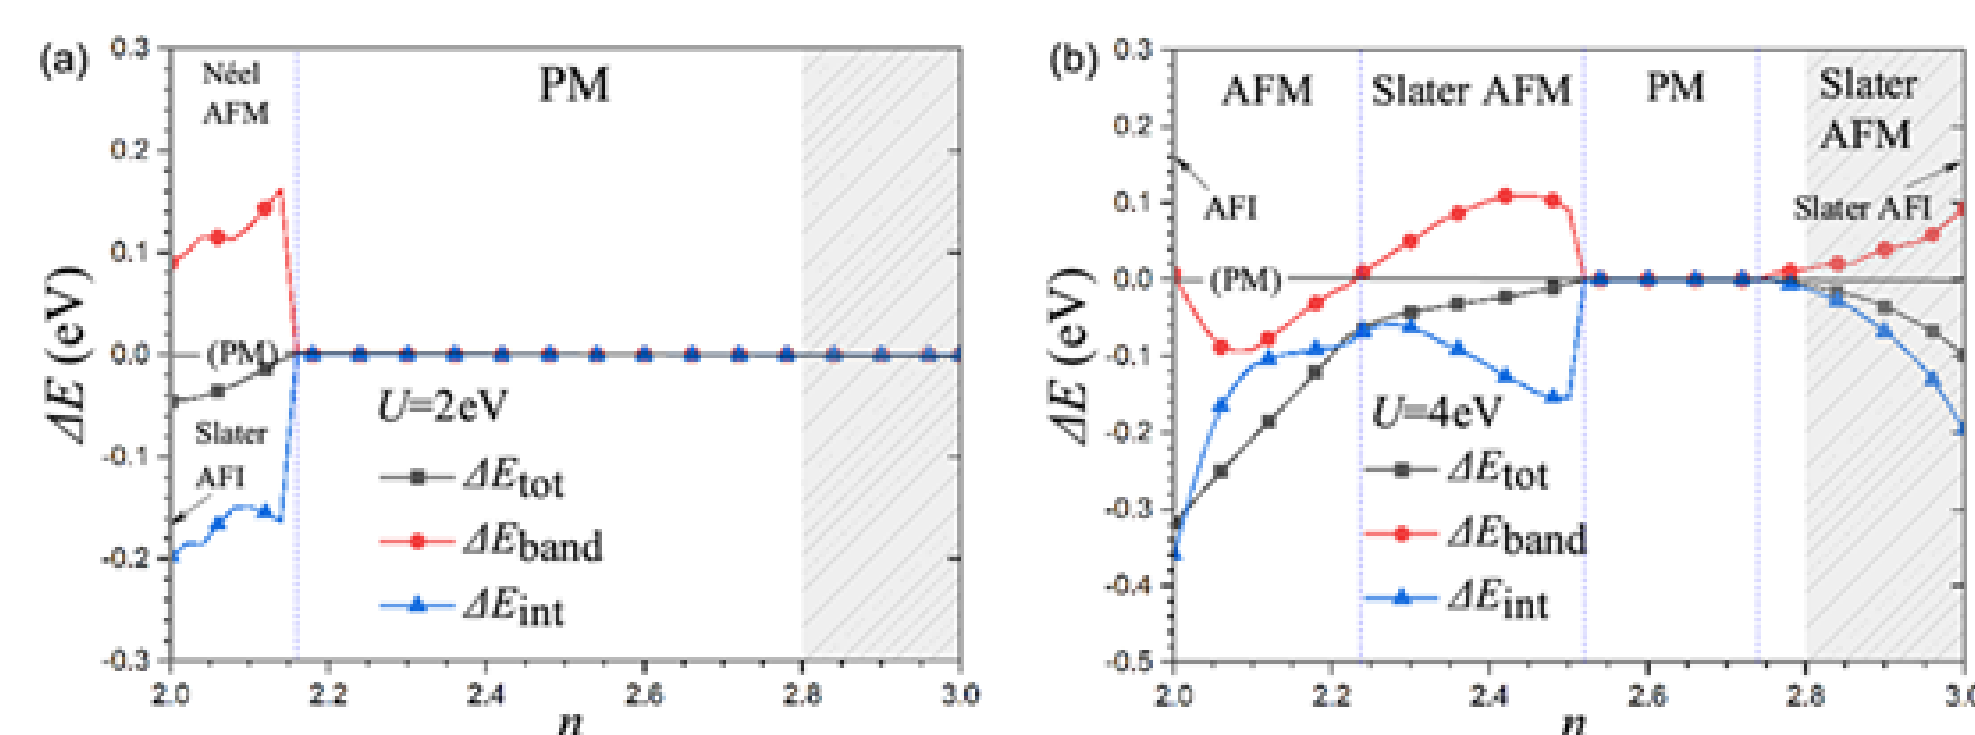 (a)
0.3
0.2
0.1
0.0
-0.1
-0.2
-0.3
ΔE (eV)
Néel
AFM
PM
(PM)
Slater
AFI
U=2eV
ΔEtot
ΔEband
ΔEint
2.0 2.2 2.4 2.6 2.8 3.0
n
(b)
0.3
0.2
0.1
0.0
-0.1
-0.2
-0.3
-0.4
-0.5
ΔE (eV)
AFM
Slater AFM
PM
Slater
AFM
AFI
Slater AFI
(PM)
U=4eV
ΔEtot
ΔEband
ΔEint
2.0 2.2 2.4 2.6 2.8 3.0
n